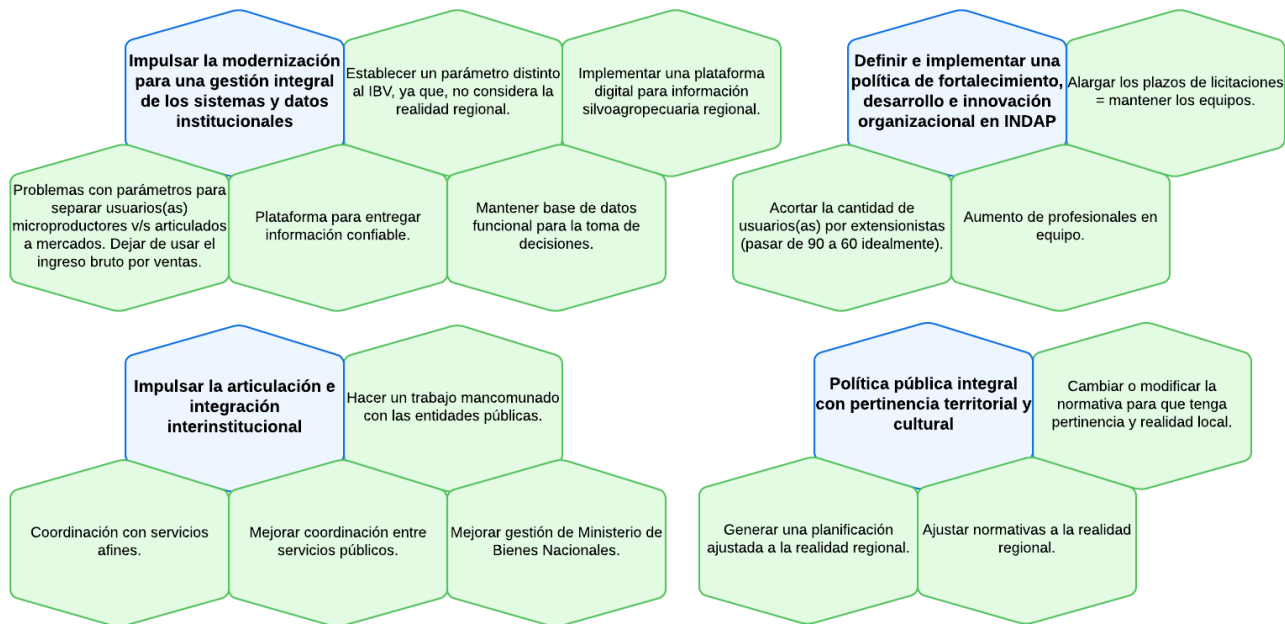 Impulsar la modernización
para una gestión integral
de los sistemas y datos
institucionales
Establecer un parámetro distinto
al IBV, ya que, no considera la
realidad regional.
Implementar una plataforma
digital para información
silvoagropecuaria regional.
Problemas con parámetros para
separar usuarios(as)
microproductores v/s articulados
a mercados. Dejar de usar el
ingreso bruto por ventas.
Plataforma para entregar
información confiable.
Mantener base de datos
funcional para la toma de
decisiones.
Definir e implementar una
política de fortalecimiento,
desarrollo e innovación
organizacional en INDAP
Alargar los plazos de licitaciones
= mantener los equipos.
Acortar la cantidad de
usuarios(as) por extensionistas
(pasar de 90 a 60 idealmente).
Aumento de profesionales en
equipo.
Impulsar la articulación e
integración
interinstitucional
Hacer un trabajo mancomunado
con las entidades públicas.
Coordinación con servicios
afines.
Mejorar coordinación entre
servicios públicos.
Mejorar gestión de Ministerio de
Bienes Nacionales.
Política pública integral
con pertinencia territorial y
cultural
Cambiar o modificar la
normativa para que tenga
pertinencia y realidad local.
Generar una planificación
ajustada a la realidad regional.
Ajustar normativas a la realidad
regional.